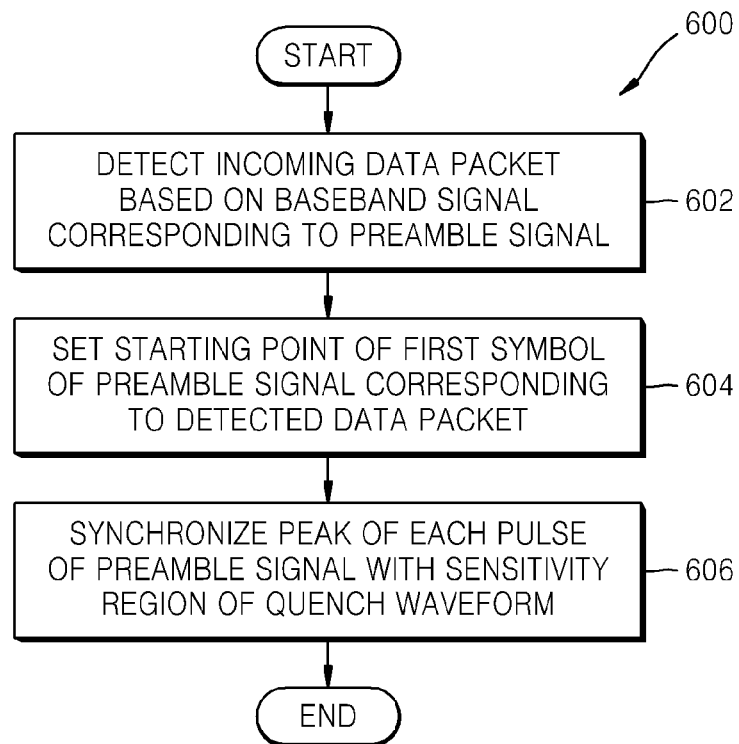 600
START
DETECT INCOMING DATA PACKET
BASED ON BASEBAND SIGNAL
CORRESPONDING TO PREAMBLE SIGNAL
602
SET STARTING POINT OF FIRST SYMBOL
OF PREAMBLE SIGNAL CORRESPONDING
TO DETECTED DATA PACKET
604
SYNCHRONIZE PEAK OF EACH PULSE
OF PREAMBLE SIGNAL WITH SENSITIVITY
REGION OF QUENCH WAVEFORM
606
END